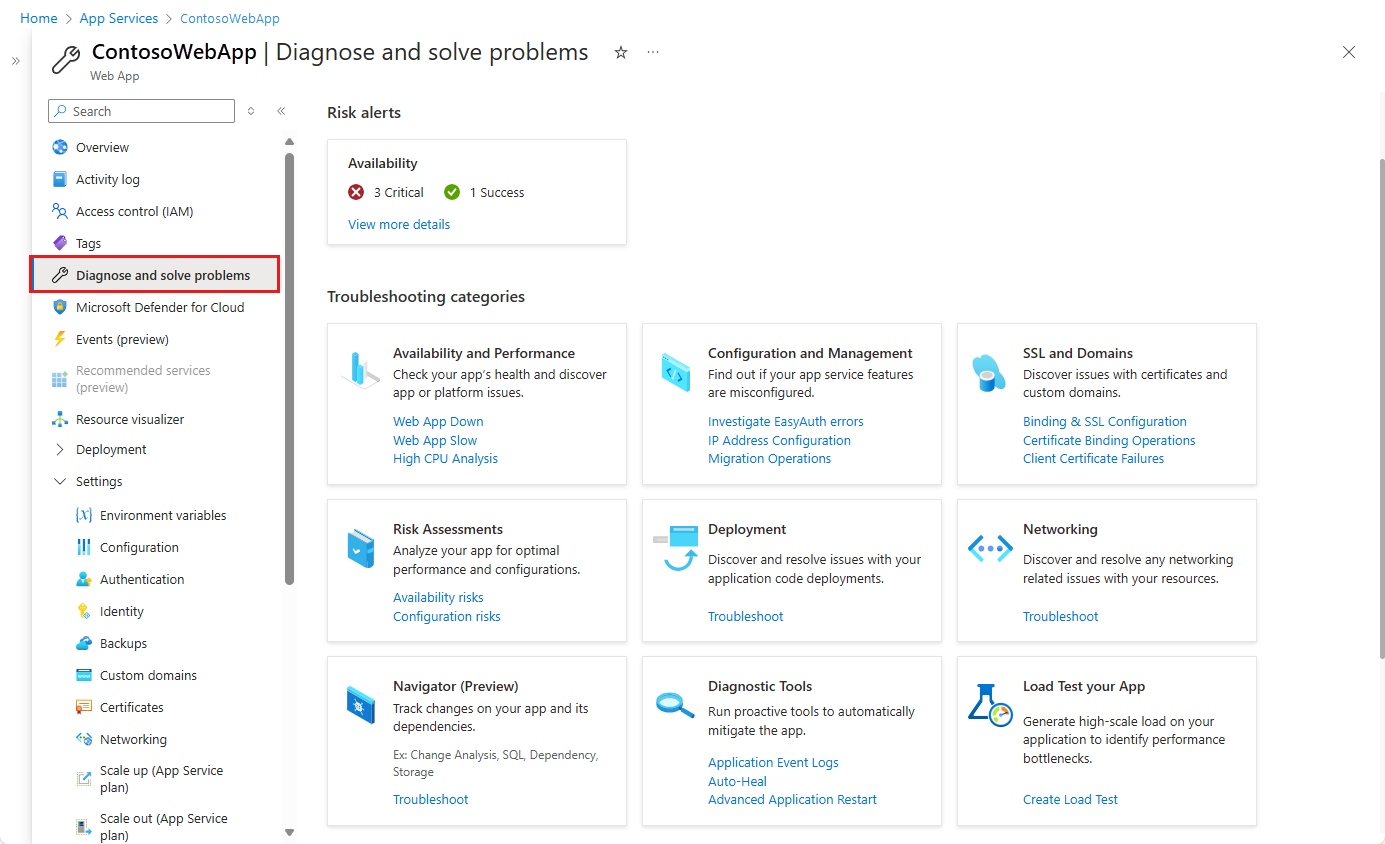 Home > App Services > ContosoWebApp
ContosoWebApp | Diagnose and solve problems
Web App
Search
Overview
Activity log
Access control (IAM)
Tags
Diagnose and solve problems
Microsoft Defender for Cloud
Events (preview)
Recommended services
(preview)
Resource visualizer
Deployment
Settings
Environment variables
Configuration
Authentication
Identity
Backups
Custom domains
Certificates
Networking
Scale up (App Service
plan)
Scale out (App Service
plan)
Risk alerts
Availability
3 Critical 1 Success
View more details
Troubleshooting categories
Availability and Performance
Check your app's health and discover
app or platform issues.
Web App Down
Web App Slow
High CPU Analysis
Configuration and Management
Find out if your app service features
are misconfigured.
Investigate EasyAuth errors
IP Address Configuration
Migration Operations
SSL and Domains
Discover issues with certificates and
custom domains.
Binding & SSL Configuration
Certificate Binding Operations
Client Certificate Failures
Risk Assessments
Analyze your app for optimal
performance and configurations.
Availability risks
Configuration risks
Deployment
Discover and resolve issues with your
application code deployments.
Troubleshoot
Networking
Discover and resolve any networking
related issues with your resources.
Troubleshoot
Navigator (Preview)
Track changes on your app and its
dependencies.
Ex: Change Analysis, SQL, Dependency,
Storage
Troubleshoot
Diagnostic Tools
Run proactive tools to automatically
mitigate the app.
Application Event Logs
Auto-Heal
Advanced Application Restart
Load Test your App
Generate high-scale load on your
application to identify performance
bottlenecks.
Create Load Test